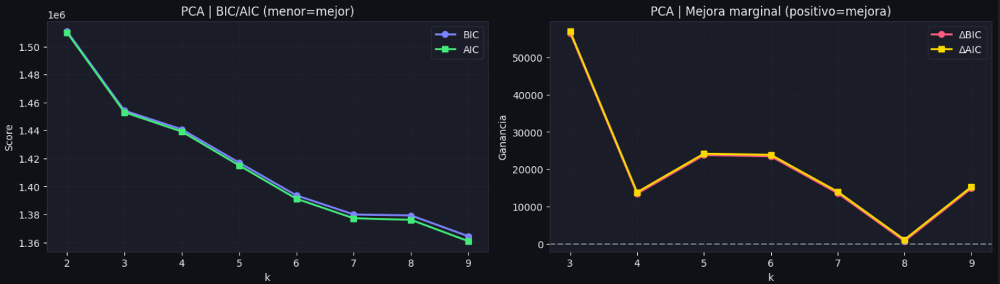 PCA | BIC/AIC (menor=mejor)
1e6
BIC
AIC
1.50
1.48
1.46
1.44
1.42
1.40
1.38
1.36
Score
2 3 4 5 6 7 8 9
k
PCA | Mejora marginal (positivo=mejora)
ΔBIC
ΔAIC
50000
40000
30000
20000
10000
0
Ganancia
3 4 5 6 7 8 9
k